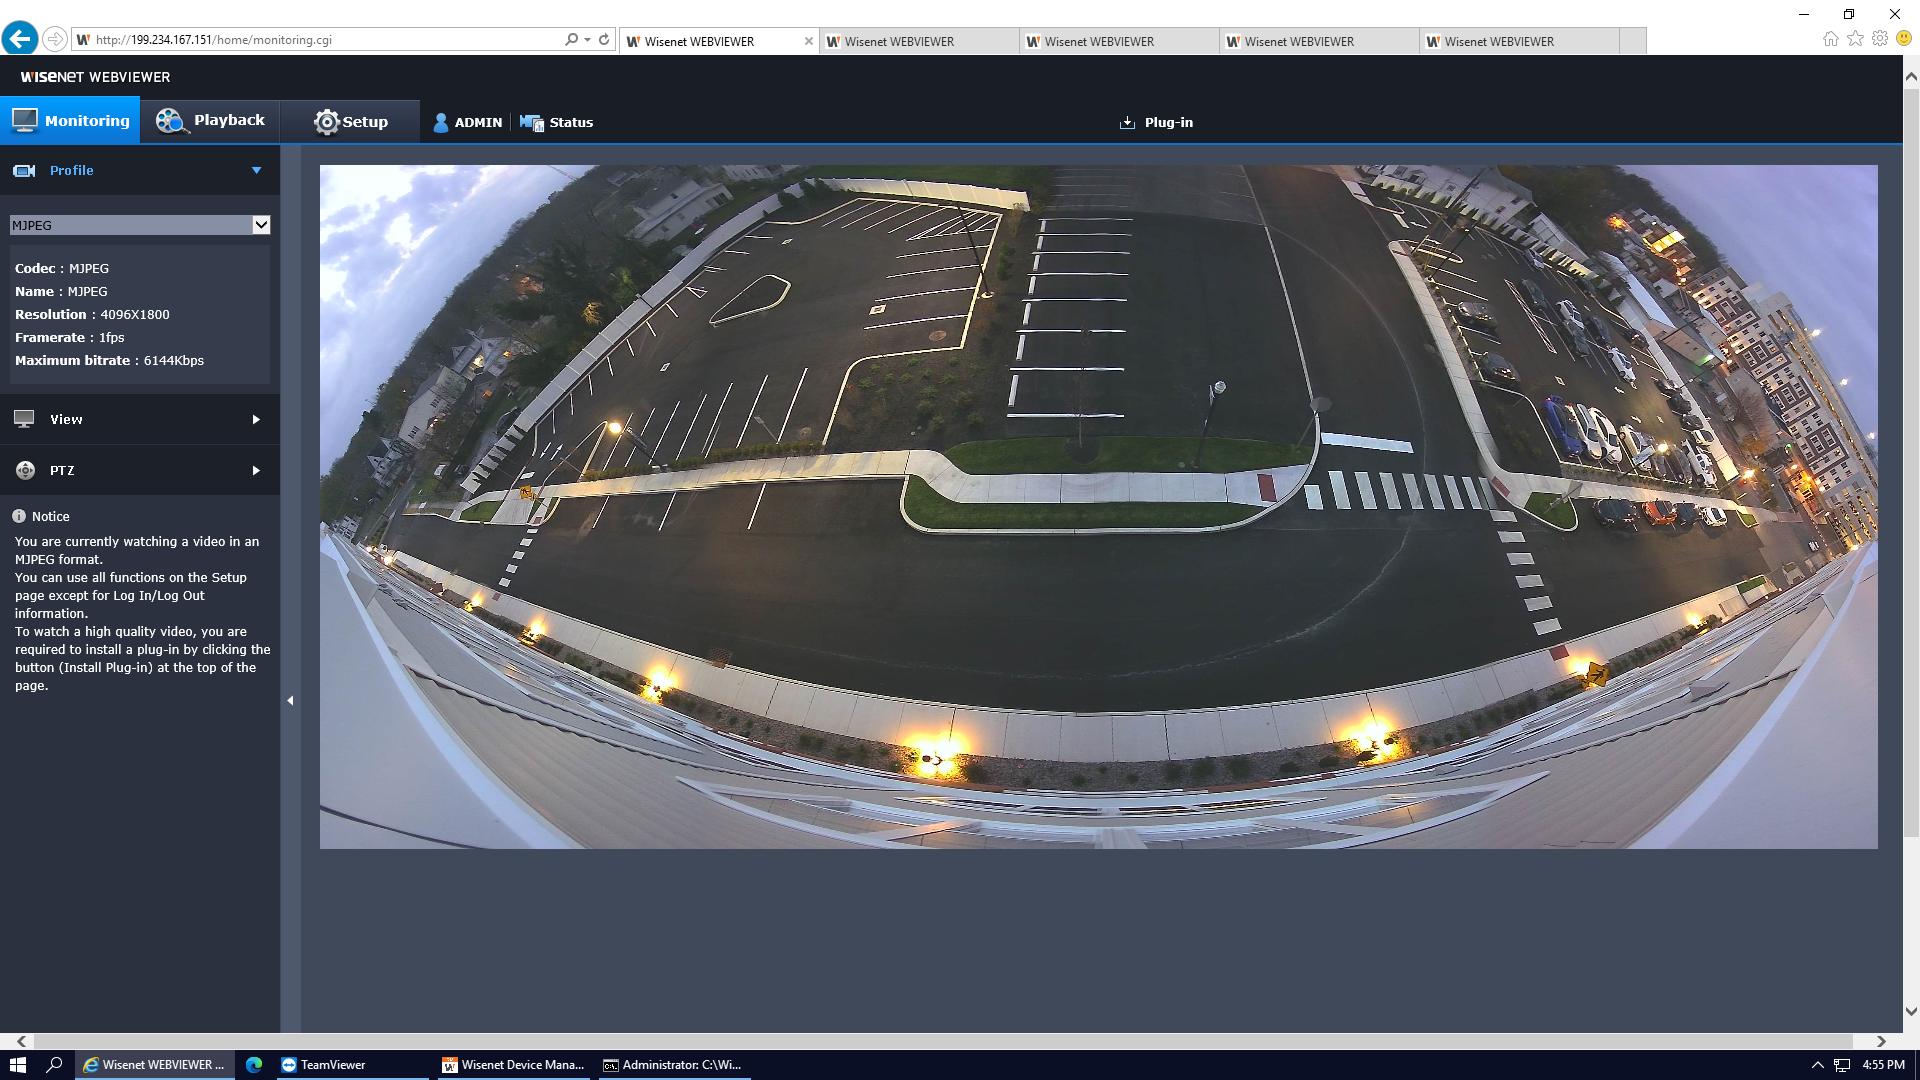 http://199.234.167.151/home/monitoring.cgi
Wisenet WEBVIEWER
Wisenet WEBVIEWER
Wisenet WEBVIEWER
Wisenet WEBVIEWER
Wisenet WEBVIEWER
WISENET WEBVIEWER
Monitoring
Playback
Setup
ADMIN
Status
Plug-in
Profile
MJPEG
Codec : MJPEG
Name : MJPEG
Resolution : 4096X1800
Framerate : 1fps
Maximum bitrate : 6144Kbps
View
PTZ
Notice
You are currently watching a video in an
MJPEG format.
You can use all functions on the Setup
page except for Log In/Log Out
information.
To watch a high quality video, you are
required to install a plug-in by clicking the
button (Install Plug-in) at the top of the
page.
Wisenet WEBVIEWER ...
TeamViewer
Wisenet Device Mana...
Administrator: C:\Wi...
4:55 PM